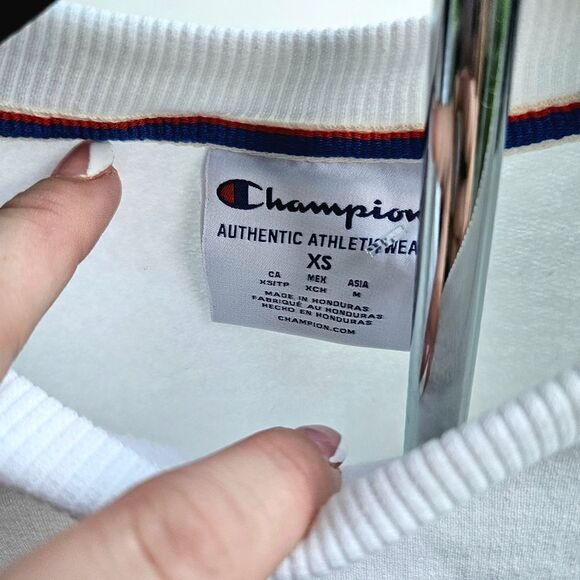 Champion
AUTHENTIC ATHLETICWEAR
XS
CA MEX ASIA
XS/TP XCH M
MADE IN HONDURAS
FABRIQUÉ AU HONDURAS
HECHO EN HONDURAS
CHAMPION.COM